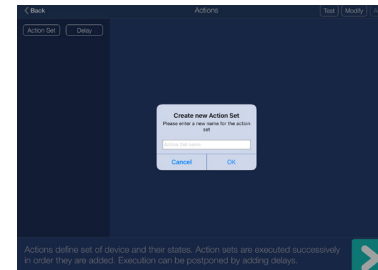 Back
Actions
Test
Modify
Action Set
Delay
Create new Action Set
Please enter a new name for the action
set
Action Set name
Cancel
OK
Actions define set of device and their states. Action sets are executed successively
in order they are added. Execution can be postponed by adding delays.